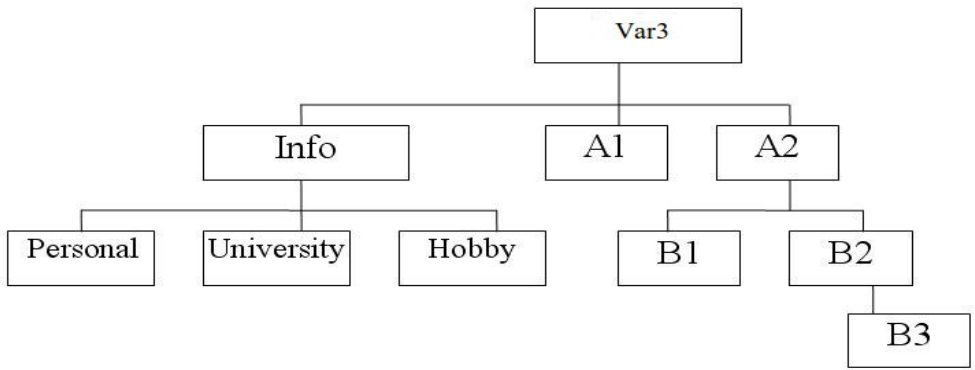 Var3
Info
A1
A2
Personal
University
Hobby
B1
B2
B3